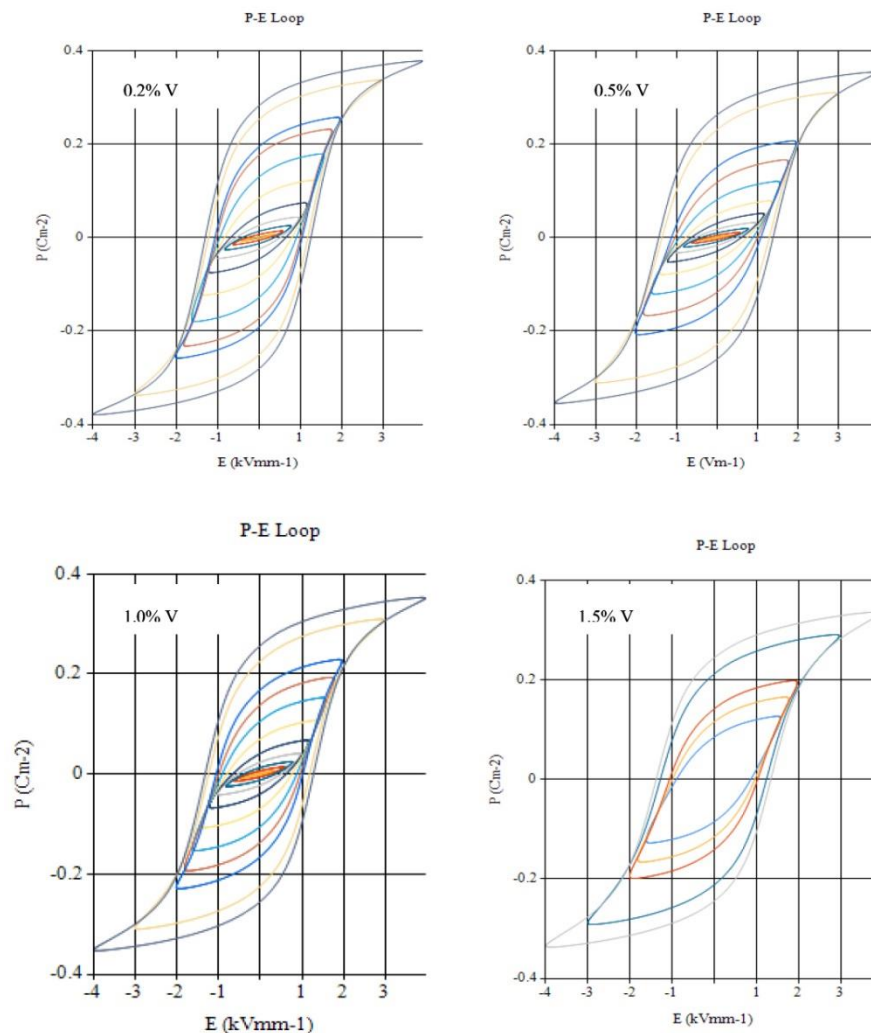 P-E Loop
0.4
0.2
0
-0.2
-0.4
P (Cm-2)
0.2% V
-4 -3 -2 -1 1 2 3
E (kVmm-1)
P-E Loop
0.4
0.2
0
-0.2
-0.4
P (Cm-2)
0.5% V
-4 -3 -2 -1 1 2 3
E (Vm-1)
P-E Loop
0.4
0.2
0
-0.2
-0.4
P (Cm-2)
1.0% V
-4 -3 -2 -1 1 2 3
E (kVmm-1)
P-E Loop
0.4
0.2
0
-0.2
-0.4
P (Cm-2)
1.5% V
-4 -3 -2 -1 1 2 3
E (kVmm-1)